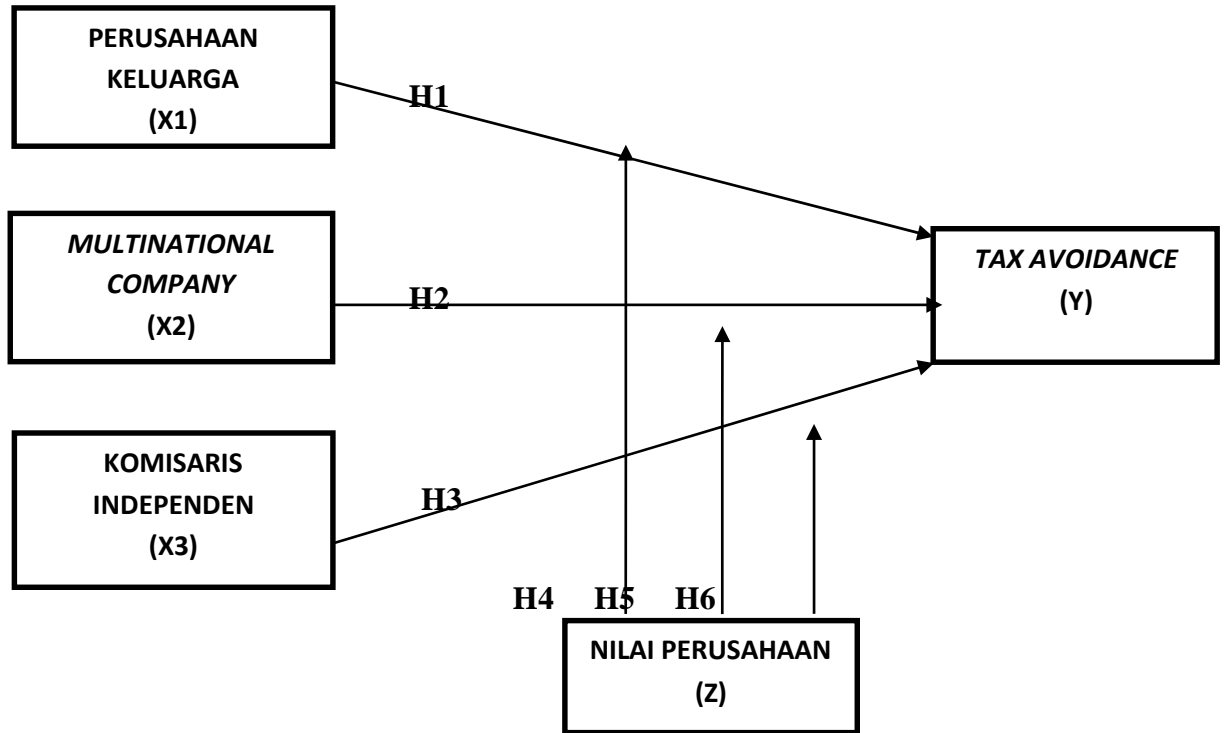 PERUSAHAAN
KELUARGA
(X1)
H1
MULTINATIONAL
COMPANY
(X2)
H2
TAX AVOIDANCE
(Y)
KOMISARIS
INDEPENDEN
(X3)
H3
H4 H5 H6
NILAI PERUSAHAAN
(Z)